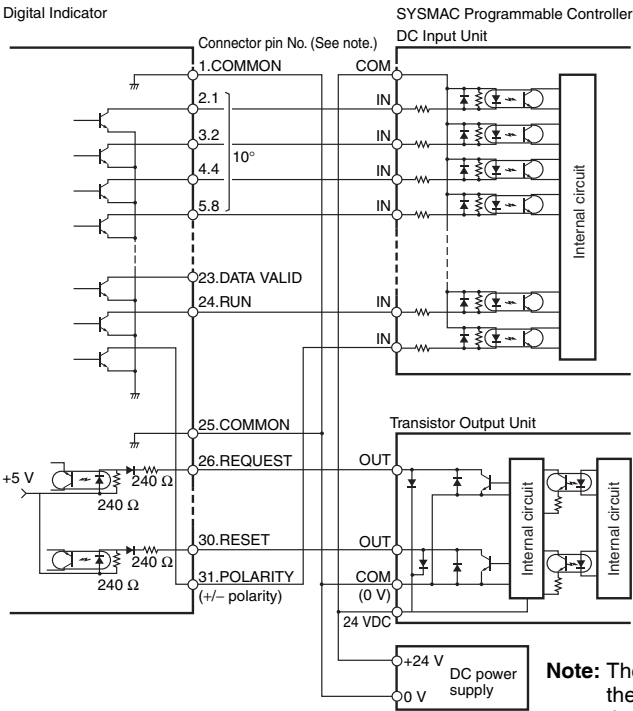 Digital Indicator
SYSMAC Programmable Controller
DC Input Unit
Connector pin No. (See note.)
1.COMMON
COM
2.1
IN
3.2
IN
10°
4.4
IN
5.8
IN
Internal circuit
23.DATA VALID
24.RUN
IN
IN
25.COMMON
Transistor Output Unit
26.REQUEST
OUT
+5 V
240 Ω
240 Ω
Internal circuit
Internal circuit
30.RESET
OUT
240 Ω
240 Ω
31.POLARITY
(+/− polarity)
COM
(0 V)
24 VDC
+24 V
DC power
supply
0 V
Note: The
the